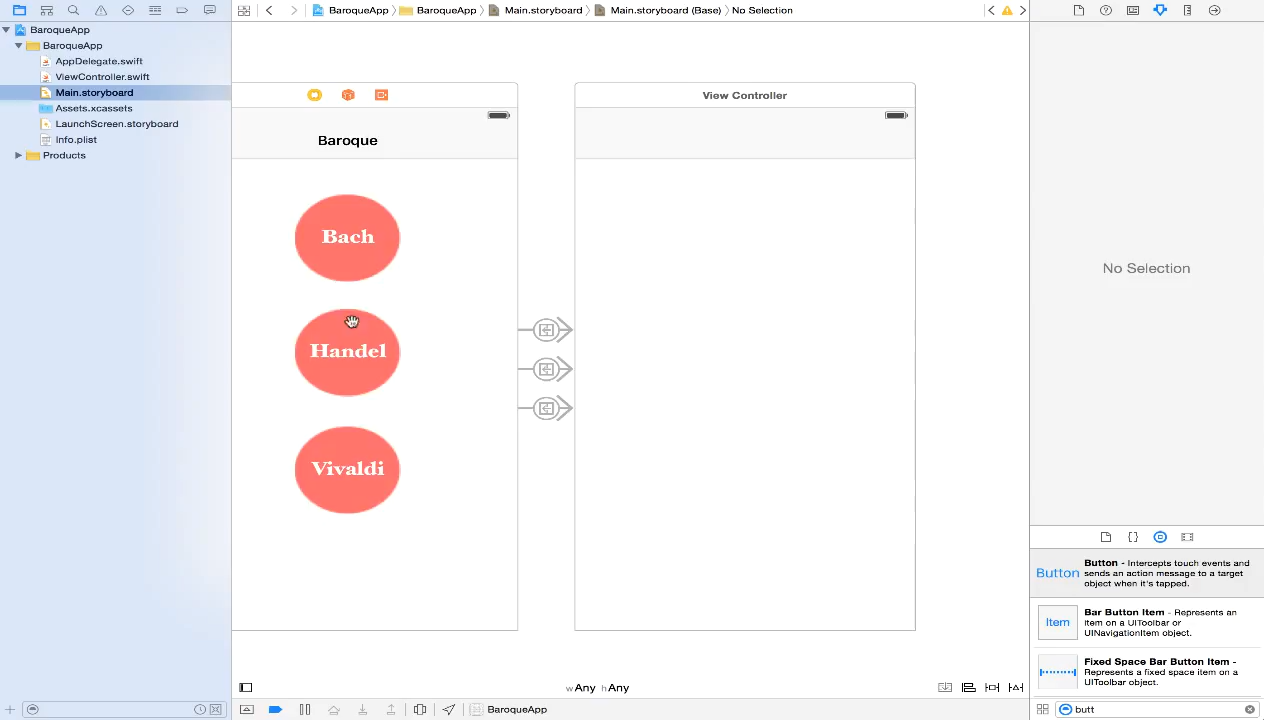 BaroqueApp
BaroqueApp
Main.storyboard
Main.storyboard (Base)
No Selection
BaroqueApp
BaroqueApp
AppDelegate.swift
ViewController.swift
Main.storyboard
Assets.xcassets
LaunchScreen.storyboard
Info.plist
Products
Baroque
Bach
Handel
Vivaldi
View Controller
wAny hAny
BaroqueApp
No Selection
Button
Button - Intercepts touch events and
sends an action message to a target
object when it's tapped.
Item
Bar Button Item - Represents an
item on a UIToolbar or
UINavigationItem object.
Fixed Space Bar Button Item -
Represents a fixed space item on a
UIToolbar object.
butt